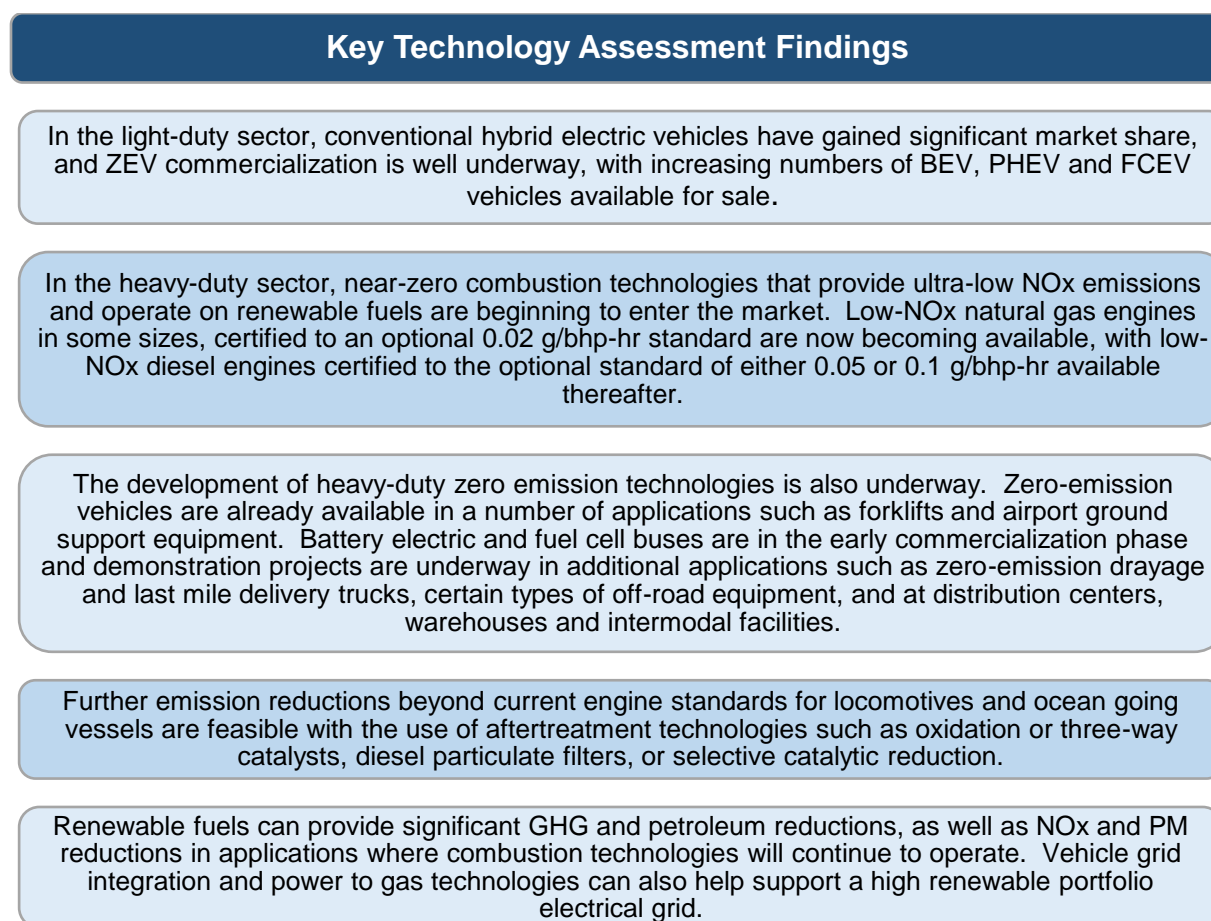 Key Technology Assessment Findings
In the light-duty sector, conventional hybrid electric vehicles have gained significant market share,
and ZEV commercialization is well underway, with increasing numbers of BEV, PHEV and FCEV
vehicles available for sale.
In the heavy-duty sector, near-zero combustion technologies that provide ultra-low NOx emissions
and operate on renewable fuels are beginning to enter the market.  Low-NOx natural gas engines
in some sizes, certified to an optional 0.02 g/bhp-hr standard are now becoming available, with low-
NOx diesel engines certified to the optional standard of either 0.05 or 0.1 g/bhp-hr available
thereafter.
The development of heavy-duty zero emission technologies is also underway.  Zero-emission
vehicles are already available in a number of applications such as forklifts and airport ground
support equipment.  Battery electric and fuel cell buses are in the early commercialization phase
and demonstration projects are underway in additional applications such as zero-emission drayage
and last mile delivery trucks, certain types of off-road equipment, and at distribution centers,
warehouses and intermodal facilities.
Further emission reductions beyond current engine standards for locomotives and ocean going
vessels are feasible with the use of aftertreatment technologies such as oxidation or three-way
catalysts, diesel particulate filters, or selective catalytic reduction.
Renewable fuels can provide significant GHG and petroleum reductions, as well as NOx and PM
reductions in applications where combustion technologies will continue to operate.  Vehicle grid
integration and power to gas technologies can also help support a high renewable portfolio
electrical grid.